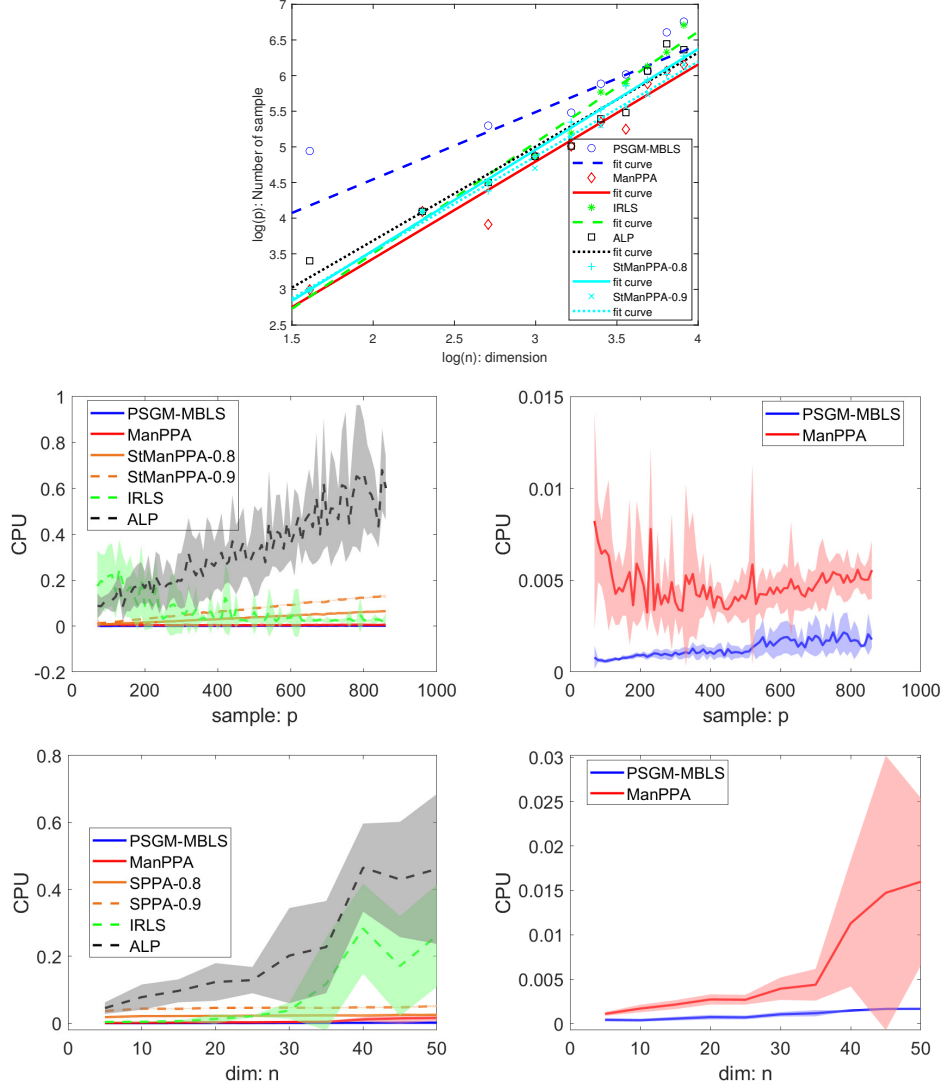 6.5
6
5.5
5
4.5
4
3.5
3
2.5
log(p): Number of sample
PSGM-MBLS
fit curve
ManPPA
fit curve
IRLS
fit curve
ALP
fit curve
StManPPA-0.8
fit curve
StManPPA-0.9
fit curve
1.5 2 2.5 3 3.5 4
log(n): dimension
1
0.8
0.6
0.4
0.2
0
-0.2
CPU
PSGM-MBLS
ManPPA
StManPPA-0.8
StManPPA-0.9
IRLS
ALP
0 200 400 600 800 1000
sample: p
0.015
0.01
0.005
0
CPU
PSGM-MBLS
ManPPA
0 200 400 600 800 1000
sample: p
0.8
0.6
0.4
0.2
0
CPU
PSGM-MBLS
ManPPA
SPPA-0.8
SPPA-0.9
IRLS
ALP
0 10 20 30 40 50
dim: n
0.03
0.025
0.02
0.015
0.01
0.005
0
CPU
PSGM-MBLS
ManPPA
0 10 20 30 40 50
dim: n